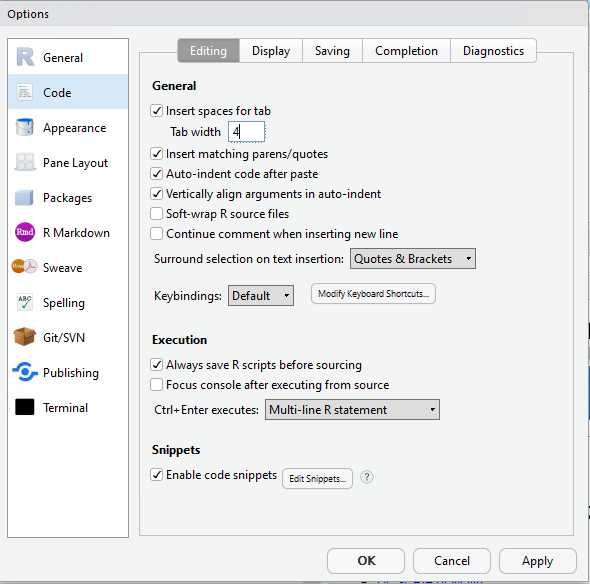 Options
General
Code
Appearance
Pane Layout
Packages
Rmd R Markdown
Rnw Sweave
ABC Spelling
Git/SVN
Publishing
Terminal
Editing Display Saving Completion Diagnostics
General
Insert spaces for tab
Tab width 4
Insert matching parens/quotes
Auto-indent code after paste
Vertically align arguments in auto-indent
Soft-wrap R source files
Continue comment when inserting new line
Surround selection on text insertion: Quotes & Brackets
Keybindings: Default Modify Keyboard Shortcuts...
Execution
Always save R scripts before sourcing
Focus console after executing from source
Ctrl+Enter executes: Multi-line R statement
Snippets
Enable code snippets Edit Snippets... ?
OK Cancel Apply